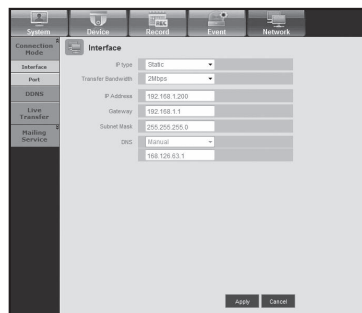 System Device Record Event Network
REC
Connection
Mode
Interface
Port
DDNS
Live
Transfer
Mailing
Service
Interface
IP type Static
Transfer Bandwidth 2Mbps
IP Address 192.168.1.200
Gateway 192.168.1.1
Subnet Mask 255.255.255.0
DNS Manual
168.126.63.1
Apply Cancel